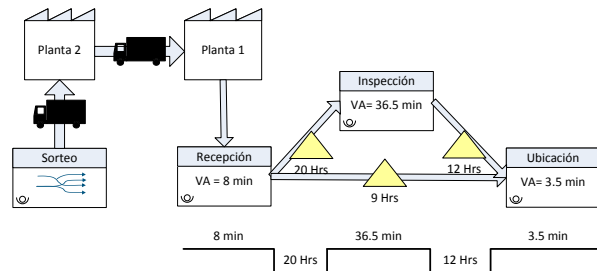 Planta 2
Planta 1
Inspección
VA= 36.5 min
Sorteo
Recepción
VA = 8 min
20 Hrs
12 Hrs
9 Hrs
Ubicación
VA= 3.5 min
8 min
36.5 min
3.5 min
20 Hrs
12 Hrs